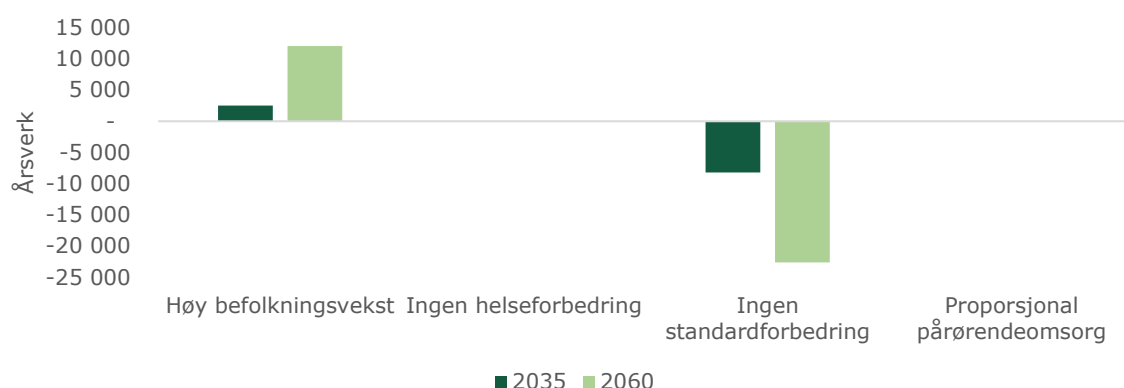 15 000
10 000
5 000
-
-5 000
-10 000
-15 000
-20 000
-25 000
Årsverk
Høy befolkningsvekst
Ingen helseforbedring
Ingen
standardforbedring
Proporsjonal
pårørendeomsorg
2035
2060